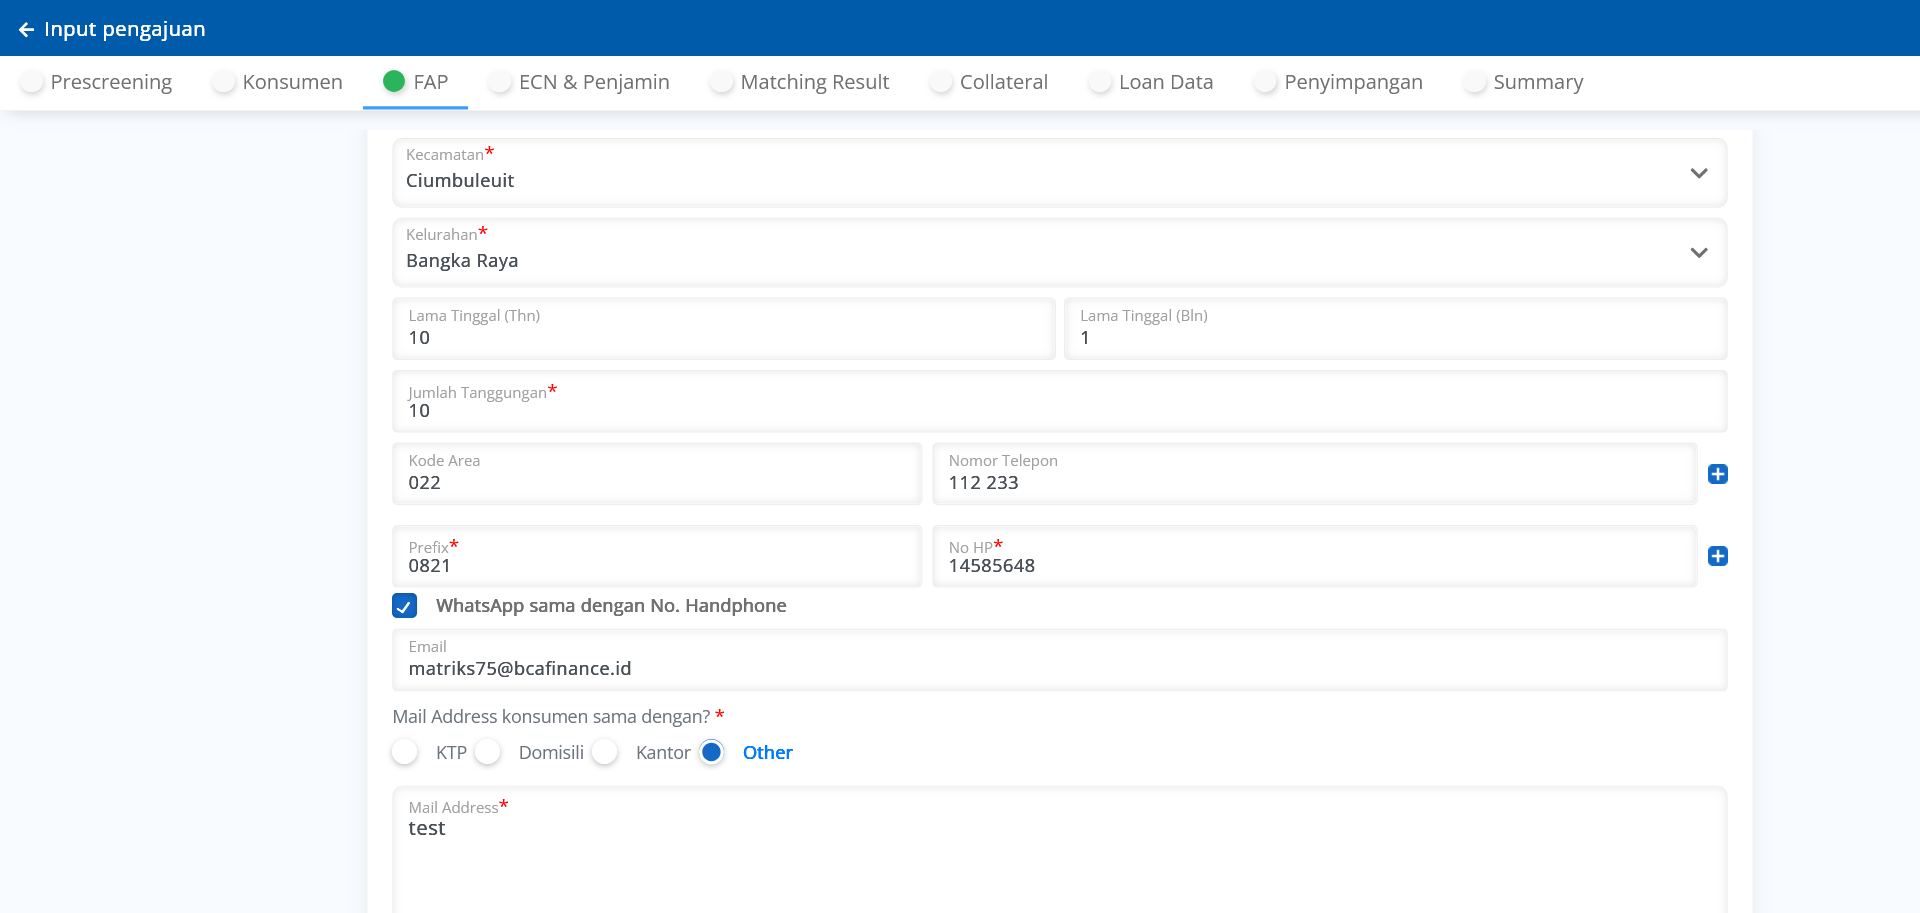 Input pengajuan
Prescreening Konsumen FAP ECN & Penjamin Matching Result Collateral Loan Data Penyimpangan Summary
Kecamatan*
Ciumbuleuit
Kelurahan*
Bangka Raya
Lama Tinggal (Thn)
10
Lama Tinggal (Bln)
1
Jumlah Tanggungan*
10
Kode Area
022
Nomor Telepon
112 233
Prefix*
0821
No HP*
14585648
WhatsApp sama dengan No. Handphone
Email
matriks75@bcafinance.id
Mail Address konsumen sama dengan? *
KTP Domisili Kantor Other
Mail Address*
test